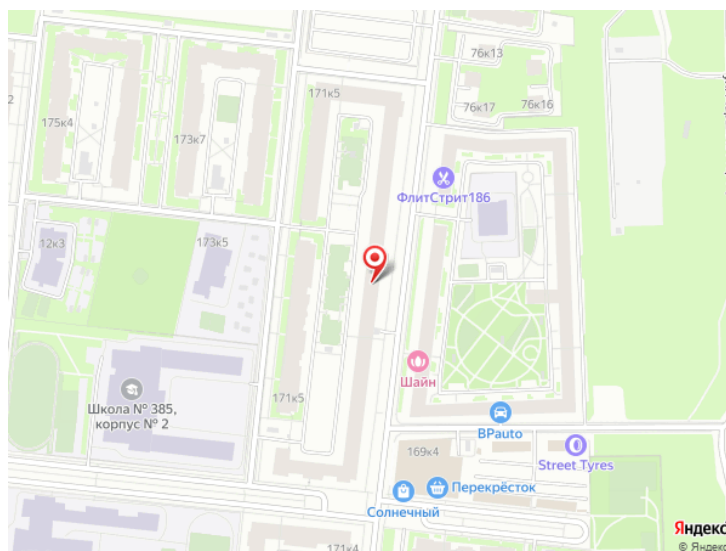 76к13
171к5
76к17
76к16
175к4
173к7
ФлитСтрит186
12к3
173к5
Шайн
171к5
Школа № 385,
корпус № 2
BPauto
169к4
Street Tyres
Перекрёсток
Солнечный
171к4
Яндекс
© Яндекс